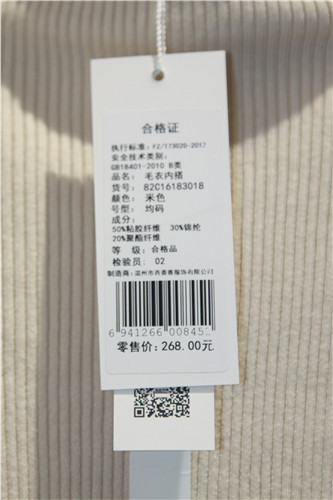 合格证
执行标准: FZ/T73020-2012
安全技术类别:
GB18401-2010 B类
品名: 毛衣内搭
货号: 82C16183018
颜色: 米色
号型: 均码
成分:
50%粘胶纤维 30%锦纶
20%聚酯纤维
等 级: 合格品
检验员: 02
6 941266 00845
零售价: 268.00元